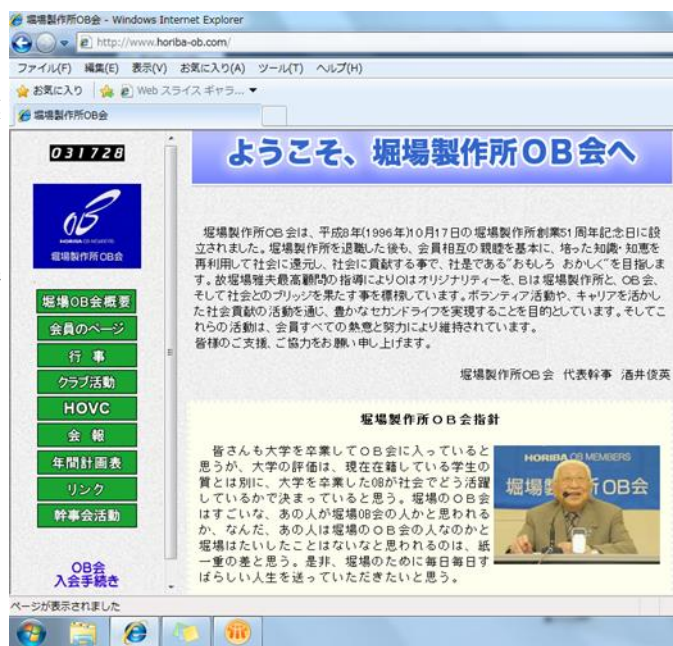 堀場製作所OB会 - Windows Internet Explorer
http://www.horiba-ob.com/
ファイル(F) 編集(E) 表示(V) お気に入り(A) ツール(T) ヘルプ(H)
お気に入り Web スライス ギャラ...
堀場製作所OB会
031728
OB
HORIBA OB MEMBERS
堀場製作所OB会
堀場OB会概要
会員のページ
行 事
クラブ活動
HOVC
会 報
年間計画表
リンク
幹事会活動
OB会
入会手続き
ようこそ、堀場製作所OB会へ
堀場製作所OB会は、平成8年(1996年)10月17日の堀場製作所創業51周年記念日に設
立されました。堀場製作所を退職した後も、会員相互の親睦を基本に、培った知識・知恵を
再利用して社会に還元し、社会に貢献する事で、社是である"おもしろ おかしく"を目指しま
す。故堀場雅夫最高顧問の指導によりOはオリジナリティーを、Bは堀場製作所と、OB会、
そして社会とのブリッジを果たす事を標榜しています。ボランティア活動や、キャリアを活かし
た社会貢献の活動を通じ、豊かなセカンドライフを実現することを目的としています。そしてこ
れらの活動は、会員すべての熱意と努力により維持されています。
皆様のご支援、ご協力をお願い申し上げます。
堀場製作所OB会 代表幹事 酒井俊英
堀場製作所OB会指針
皆さんも大学を卒業してOB会に入っていると
思うが、大学の評価は、現在在籍している学生の
質とは別に、大学を卒業したOBが社会でどう活躍
しているかで決まっていると思う。堀場のOB会
はすごいな、あの人が堀場OB会の人かと思われる
か、なんだ、あの人は堀場のOB会の人なのかと
堀場はたいしたことはないなと思われるのは、紙
一重の差と思う。是非、堀場のために毎日毎日す
ばらしい人生を送っていただきたいと思う。
HORIBA OB MEMBERS
堀場 OB会
ページが表示されました